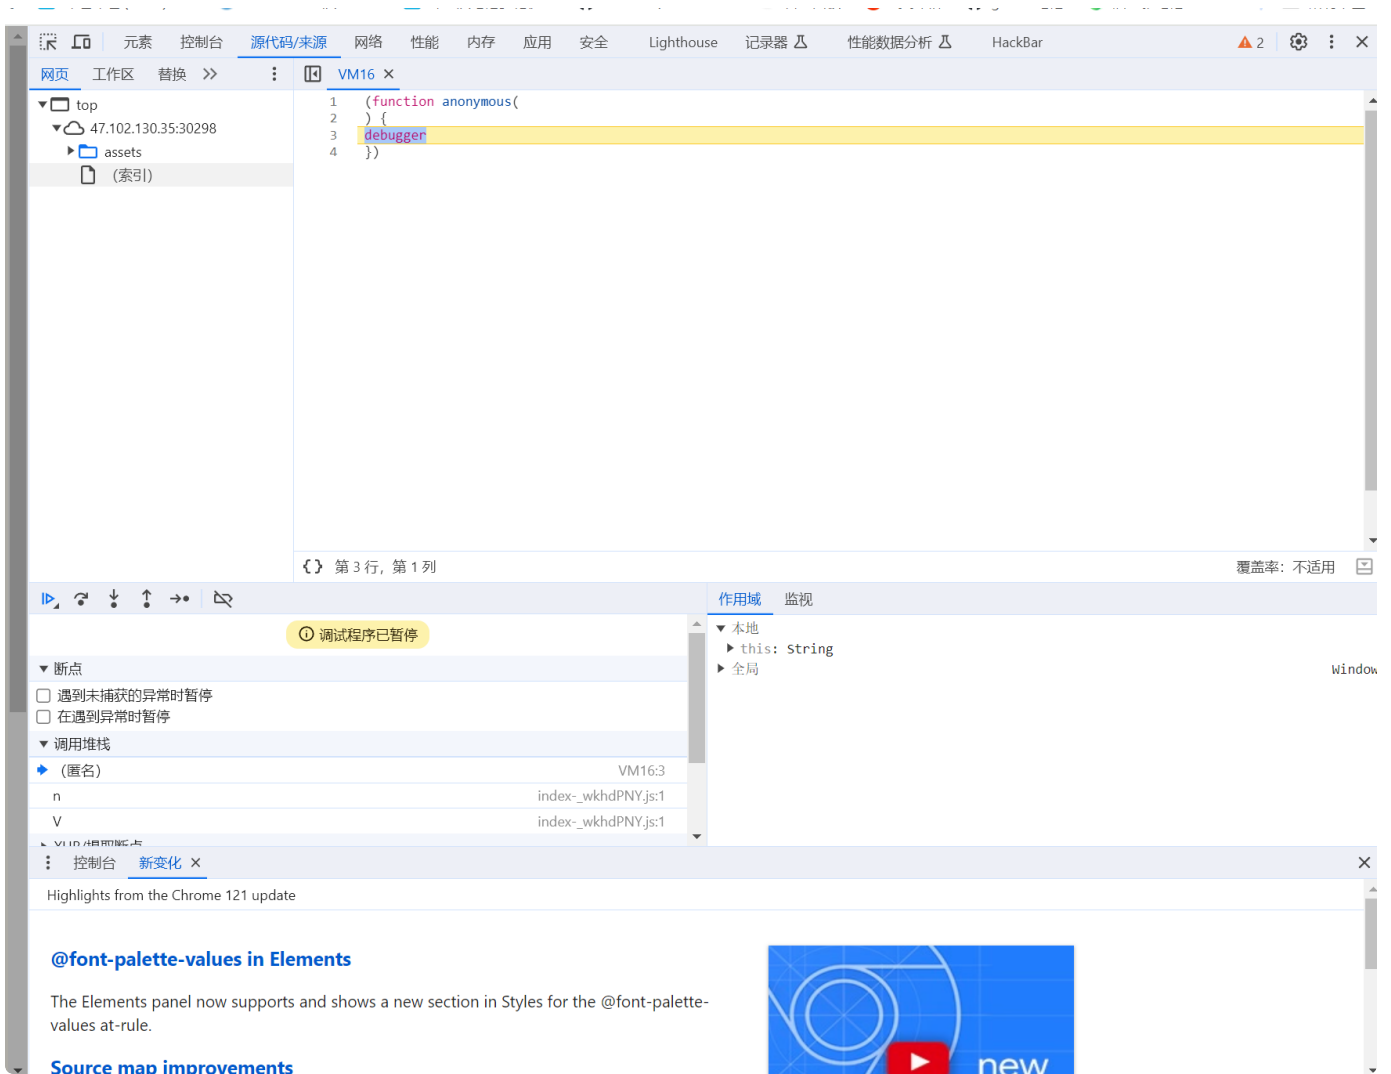 元素 控制台 源代码/来源 网络 性能 内存 应用 安全 Lighthouse 记录器 性能数据分析 HackBar 2
网页 工作区 替换 VM16
top
47.102.130.35:30298
assets
(索引)
1 (function anonymous(
2 ) {
3 debugger
4 })
{} 第 3 行，第 1 列 覆盖率：不适用
作用域 监视
调试程序已暂停
断点
遇到未捕获的异常时暂停
在遇到异常时暂停
调用堆栈
(匿名) VM16:3
n index-_wkhdPNY.js:1
V index-_wkhdPNY.js:1
XHR/提取断点
本地
this: String
全局 Window
控制台 新变化
Highlights from the Chrome 121 update
@font-palette-values in Elements
The Elements panel now supports and shows a new section in Styles for the @font-palette-
values at-rule.
Source map improvements
new